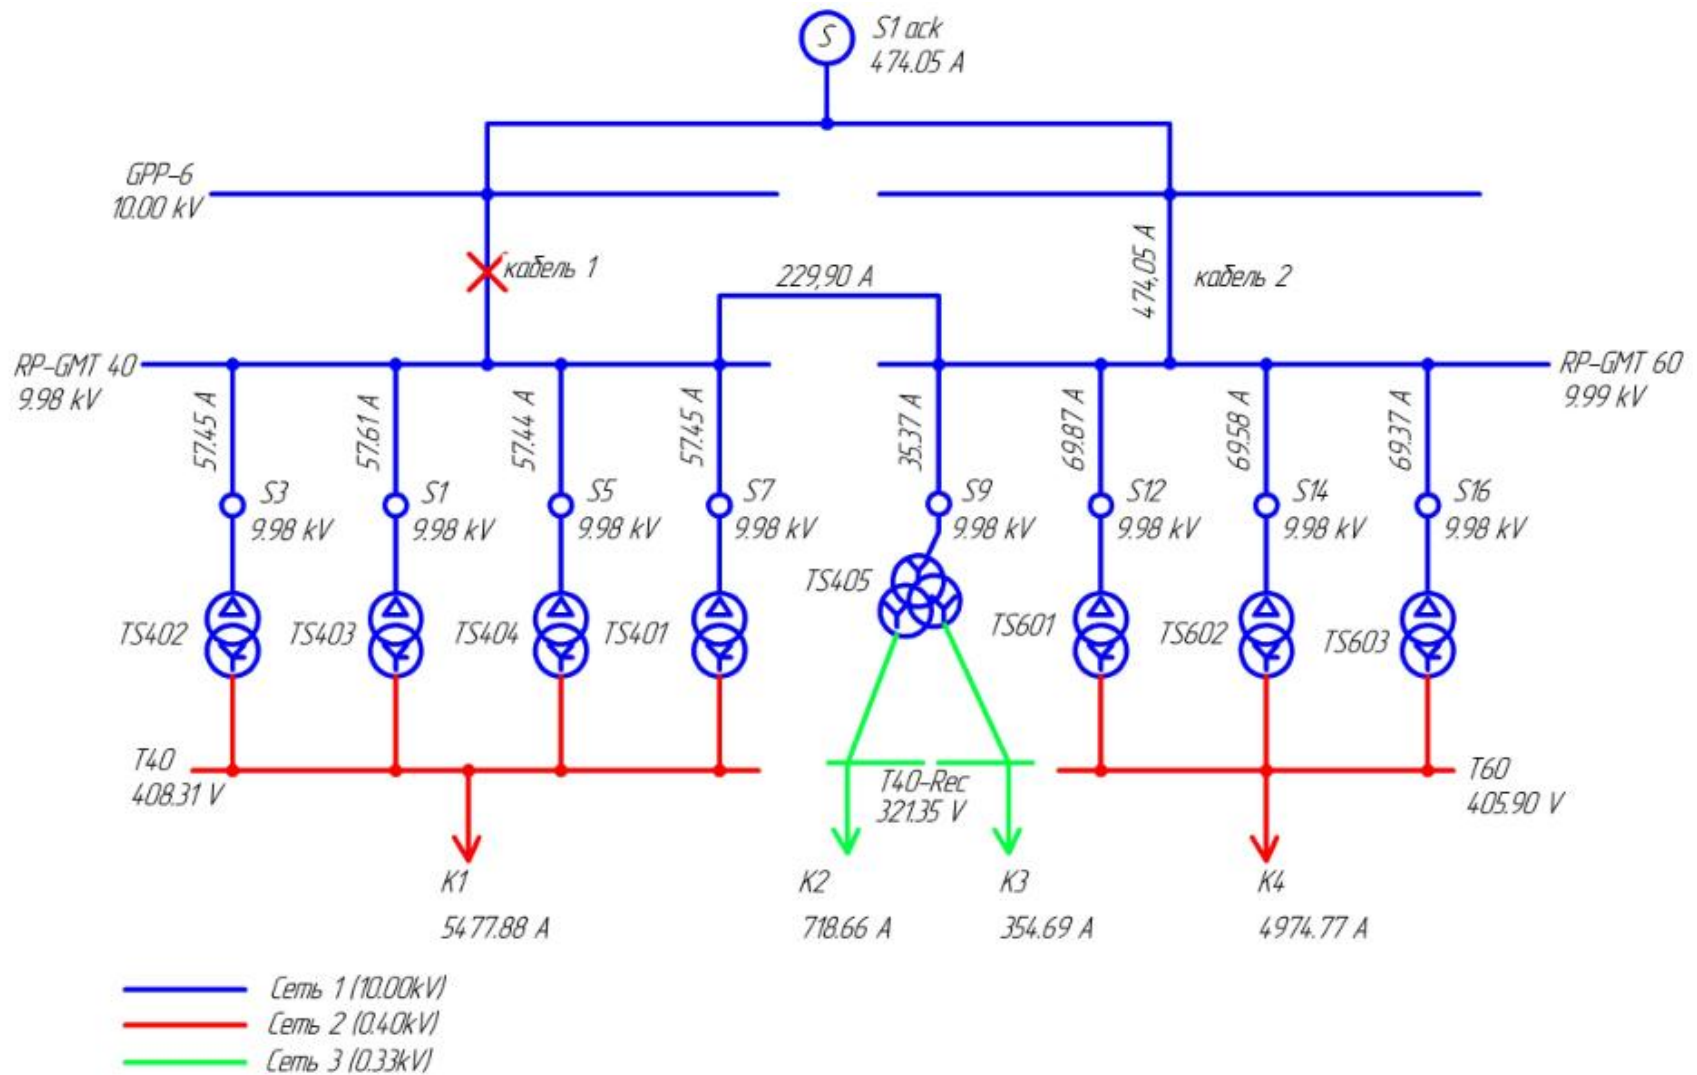 S
S1 ack
474.05 A
GPP-6
10.00 kV
кабель 1
229,90 A
474,05 A
кабель 2
RP-GMT 40
9.98 kV
RP-GMT 60
9.99 kV
57.45 A
57.61 A
57.44 A
57.45 A
35.37 A
69.87 A
69.58 A
69.37 A
S3
9.98 kV
S1
9.98 kV
S5
9.98 kV
S7
9.98 kV
S9
9.98 kV
S12
9.98 kV
S14
9.98 kV
S16
9.98 kV
TS402
TS403
TS404
TS401
TS405
TS601
TS602
TS603
T40
408.31 V
T40-Rec
321.35 V
T60
405.90 V
K1
5477.88 A
K2
718.66 A
K3
354.69 A
K4
4974.77 A
Сеть 1 (10.00kV)
Сеть 2 (0.40kV)
Сеть 3 (0.33kV)